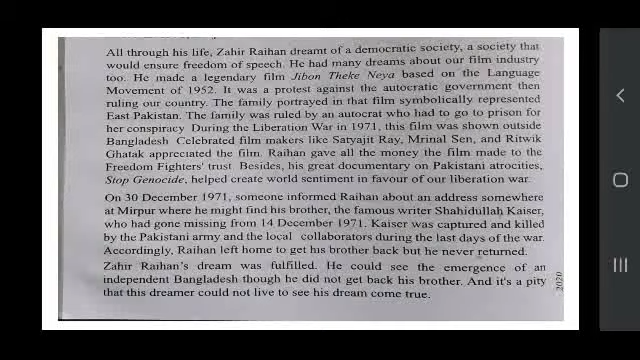 All through his life, Zahir Raihan dreamt of a democratic society, a society that
would ensure freedom of speech. He had many dreams about our film industry
too. He made a legendary film Jibon Theke Neya based on the Language
Movement of 1952. It was a protest against the autocratic government then
ruling our country. The family portrayed in that film symbolically represented
East Pakistan. The family was ruled by an autocrat who had to go to prison for
her conspiracy During the Liberation War in 1971, this film was shown outside
Bangladesh Celebrated film makers like Satyajit Ray, Mrinal Sen, and Ritwik
Ghatak appreciated the film. Raihan gave all the money the film made to the
Freedom Fighters' trust Besides, his great documentary on Pakistani atrocities,
Stop Genocide, helped create world sentiment in favour of our liberation war.
On 30 December 1971, someone informed Raihan about an address somewhere
at Mirpur where he might find his brother, the famous writer Shahidullah Kaiser,
who had gone missing from 14 December 1971. Kaiser was captured and killed
by the Pakistani army and the local collaborators during the last days of the war.
Accordingly, Raihan left home to get his brother back but he never returned.
Zahir Raihan's dream was fulfilled. He could see the emergence of an
independent Bangladesh though he did not get back his brother. And it's a pity
that this dreamer could not live to see his dream come true.
2020